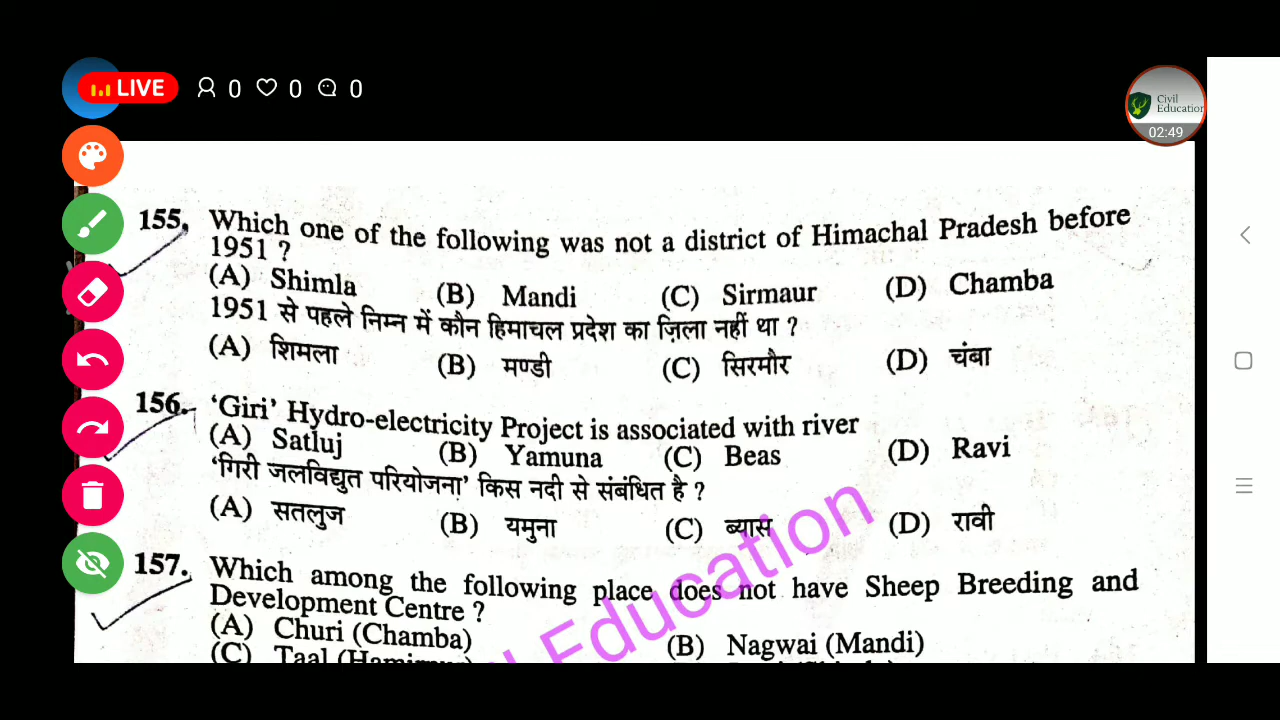 LIVE 0 0 0
Civil
Education
02:49
155. Which one of the following was not a district of Himachal Pradesh before
1951 ?
(A) Shimla (B) Mandi (C) Sirmaur (D) Chamba
1951 से पहले निम्न में कौन हिमाचल प्रदेश का ज़िला नहीं था ?
(A) शिमला (B) मण्डी (C) सिरमौर (D) चंबा
156. ‘Giri’ Hydro-electricity Project is associated with river
(A) Satluj (B) Yamuna (C) Beas (D) Ravi
‘गिरी जलविद्युत परियोजना’ किस नदी से संबंधित है ?
(A) सतलुज (B) यमुना (C) ब्यास (D) रावी
157. Which among the following place does not have Sheep Breeding and
Development Centre ?
(A) Churi (Chamba) (B) Nagwai (Mandi)
(C) Taal
Education